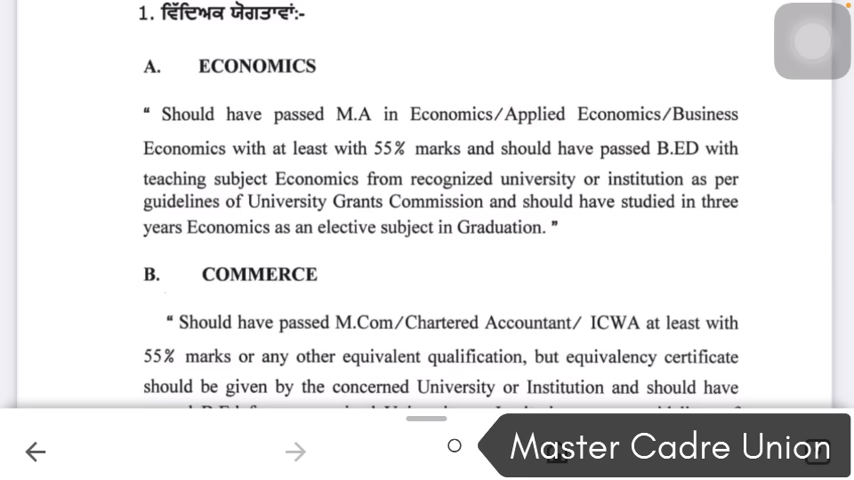 1. ਵਿੱਦਿਅਕ ਯੋਗਤਾਵਾਂ:-
A. ECONOMICS
“ Should have passed M.A in Economics/Applied Economics/Business
Economics with at least with 55% marks and should have passed B.ED with
teaching subject Economics from recognized university or institution as per
guidelines of University Grants Commission and should have studied in three
years Economics as an elective subject in Graduation. ”
B. COMMERCE
“ Should have passed M.Com/Chartered Accountant/ ICWA at least with
55% marks or any other equivalent qualification, but equivalency certificate
should be given by the concerned University or Institution and should have
Master Cadre Union